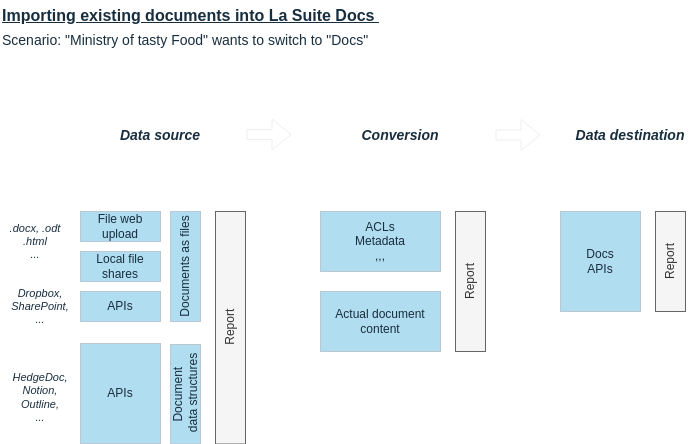 Importing existing documents into La Suite Docs
Scenario: "Ministry of tasty Food" wants to switch to "Docs"
Data source
Conversion
Data destination
.docx, .odt
.html
...
File web
upload
Local file
shares
Documents as files
Dropbox,
SharePoint,
...
APIs
HedgeDoc,
Notion,
Outline,
...
APIs
Document
data structures
Report
ACLs
Metadata
,,,
Actual document
content
Report
Docs
APIs
Report